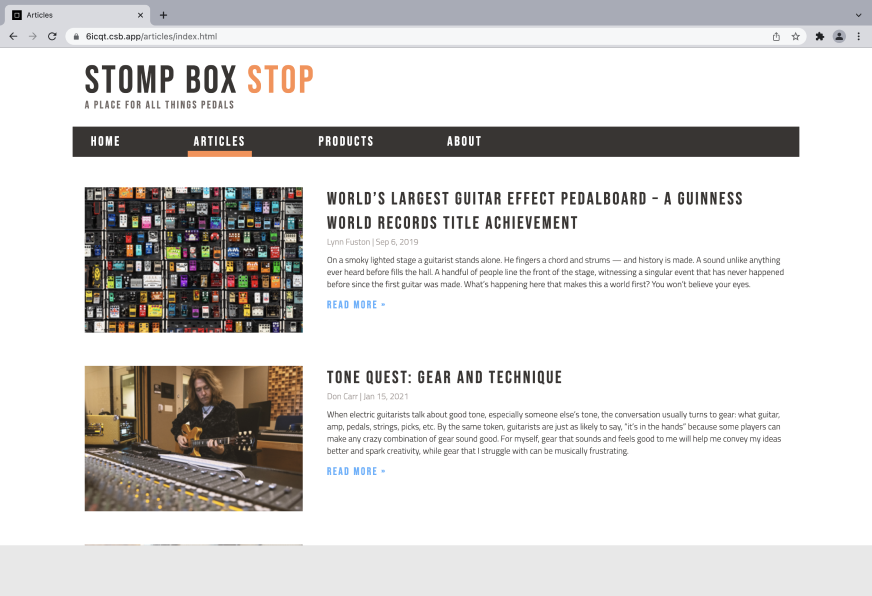 Articles
6icqt.csb.app/articles/index.html
STOMP BOX STOP
A PLACE FOR ALL THINGS PEDALS
HOME ARTICLES PRODUCTS ABOUT
WORLD'S LARGEST GUITAR EFFECT PEDALBOARD – A GUINNESS
WORLD RECORDS TITLE ACHIEVEMENT
Lynn Fuston | Sep 6, 2019
On a smoky lighted stage a guitarist stands alone. He fingers a chord and strums — and history is made. A sound unlike anything
ever heard before fills the hall. A handful of people line the front of the stage, witnessing a singular event that has never happened
before since the first guitar was made. What's happening here that makes this a world first? You won't believe your eyes.
READ MORE »
TONE QUEST: GEAR AND TECHNIQUE
Don Carr | Jan 15, 2021
When electric guitarists talk about good tone, especially someone else's tone, the conversation usually turns to gear: what guitar,
amp, pedals, strings, picks, etc. By the same token, guitarists are just as likely to say, "it's in the hands" because some players can
make any crazy combination of gear sound good. For myself, gear that sounds and feels good to me will help me convey my ideas
better and spark creativity, while gear that I struggle with can be musically frustrating.
READ MORE »